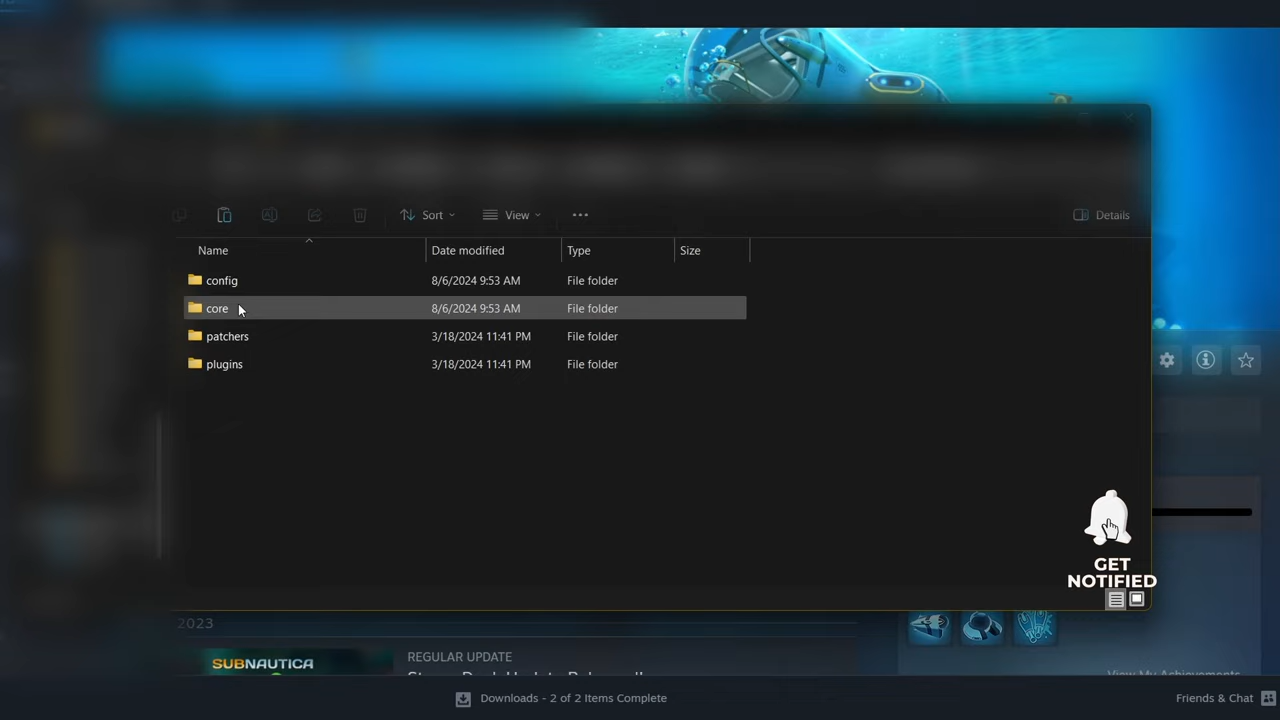 Sort
View
Details
Name Date modified Type Size
config 8/6/2024 9:53 AM File folder
core 8/6/2024 9:53 AM File folder
patchers 3/18/2024 11:41 PM File folder
plugins 3/18/2024 11:41 PM File folder
GET
NOTIFIED
2023
SUBNAUTICA
REGULAR UPDATE
View My Achievements
Downloads - 2 of 2 Items Complete
Friends & Chat